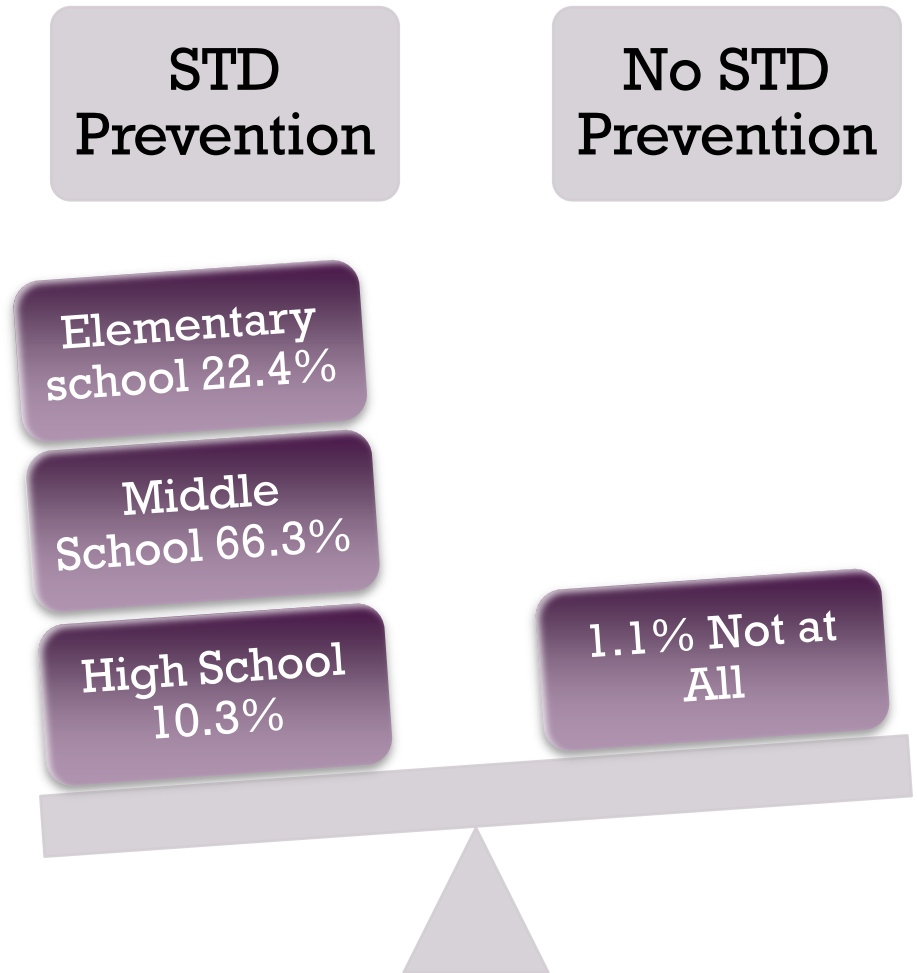 STD
Prevention
No STD
Prevention
Elementary
school 22.4%
Middle
School 66.3%
High School
10.3%
1.1% Not at
All